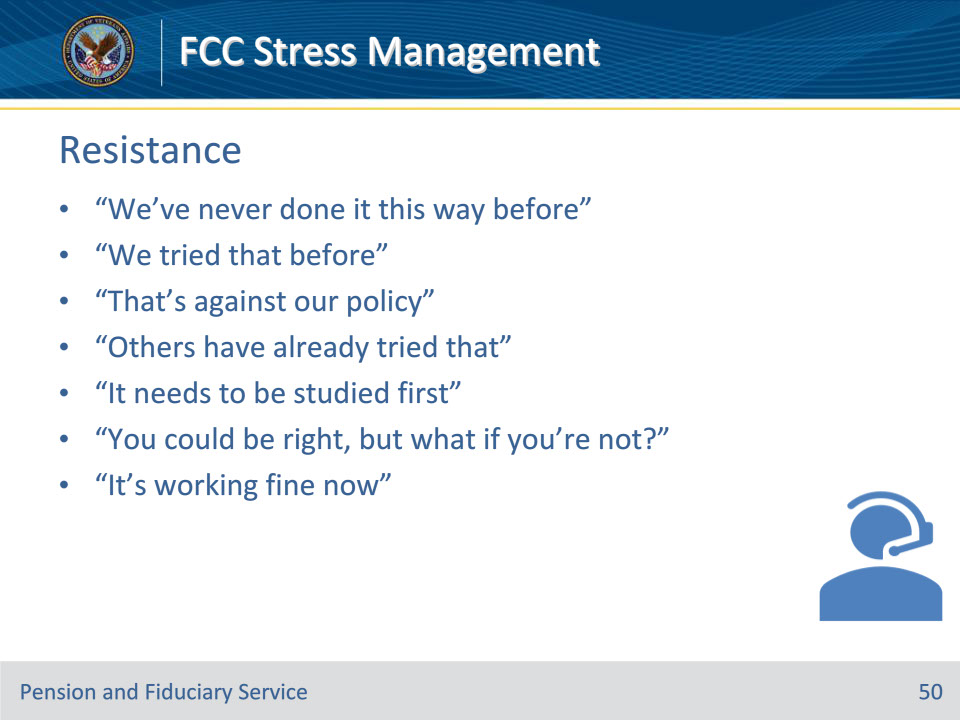 FCC Stress Management
Resistance
• “We’ve never done it this way before”
• “We tried that before”
• “That’s against our policy”
• “Others have already tried that”
• “It needs to be studied first”
• “You could be right, but what if you’re not?”
• “It’s working fine now”
Pension and Fiduciary Service
50